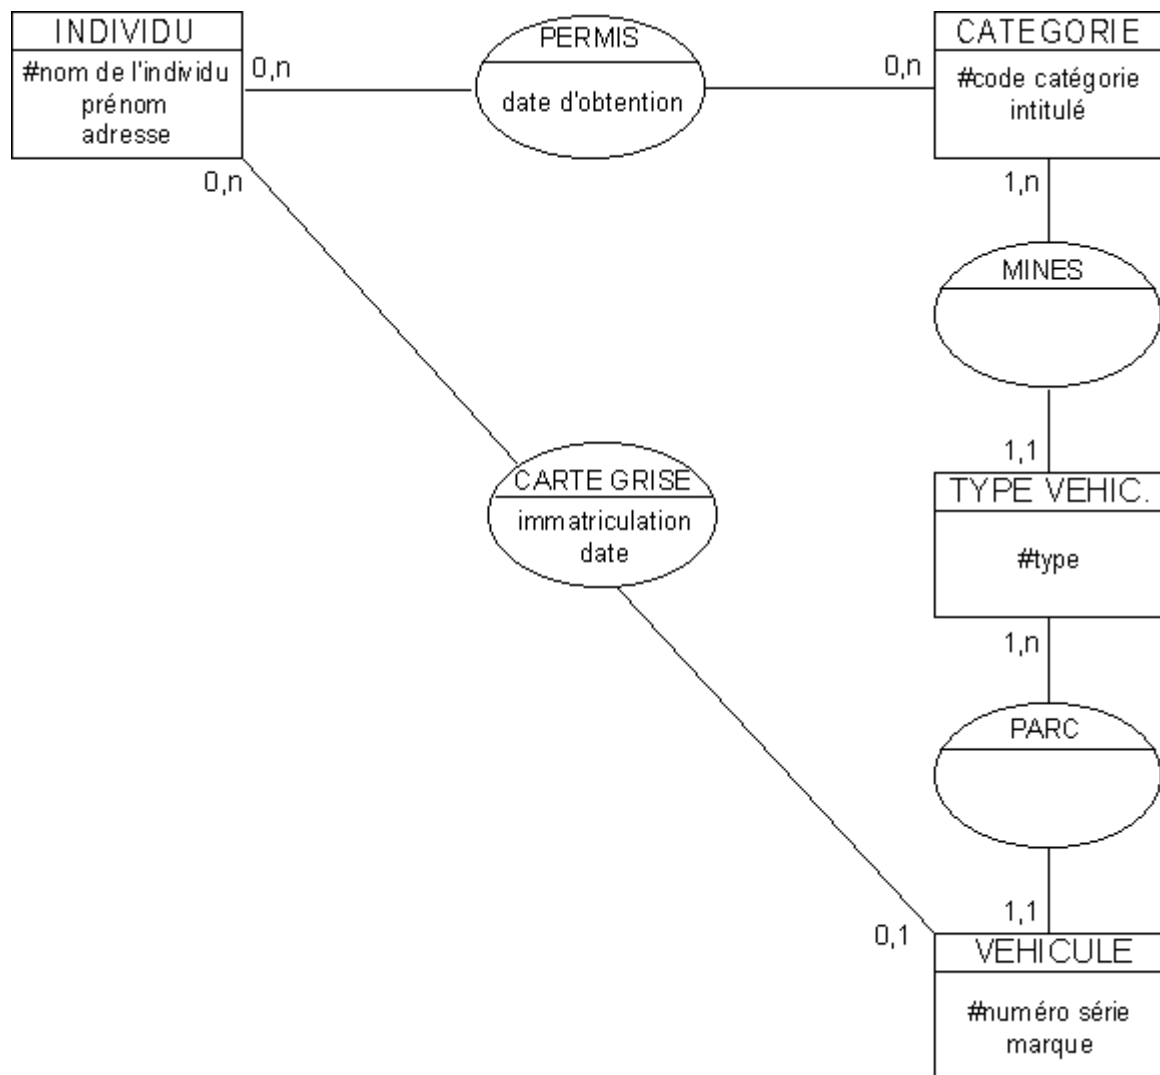 INDIVIDU
#nom de l'individu
prénom
adresse
0,n
PERMIS
date d'obtention
0,n
CATEGORIE
#code catégorie
intitulé
0,n
1,n
MINES
1,1
CARTE GRISE
immatriculation
date
TYPE VEHIC.
#type
1,n
PARC
0,1
1,1
VEHICULE
#numéro série
marque